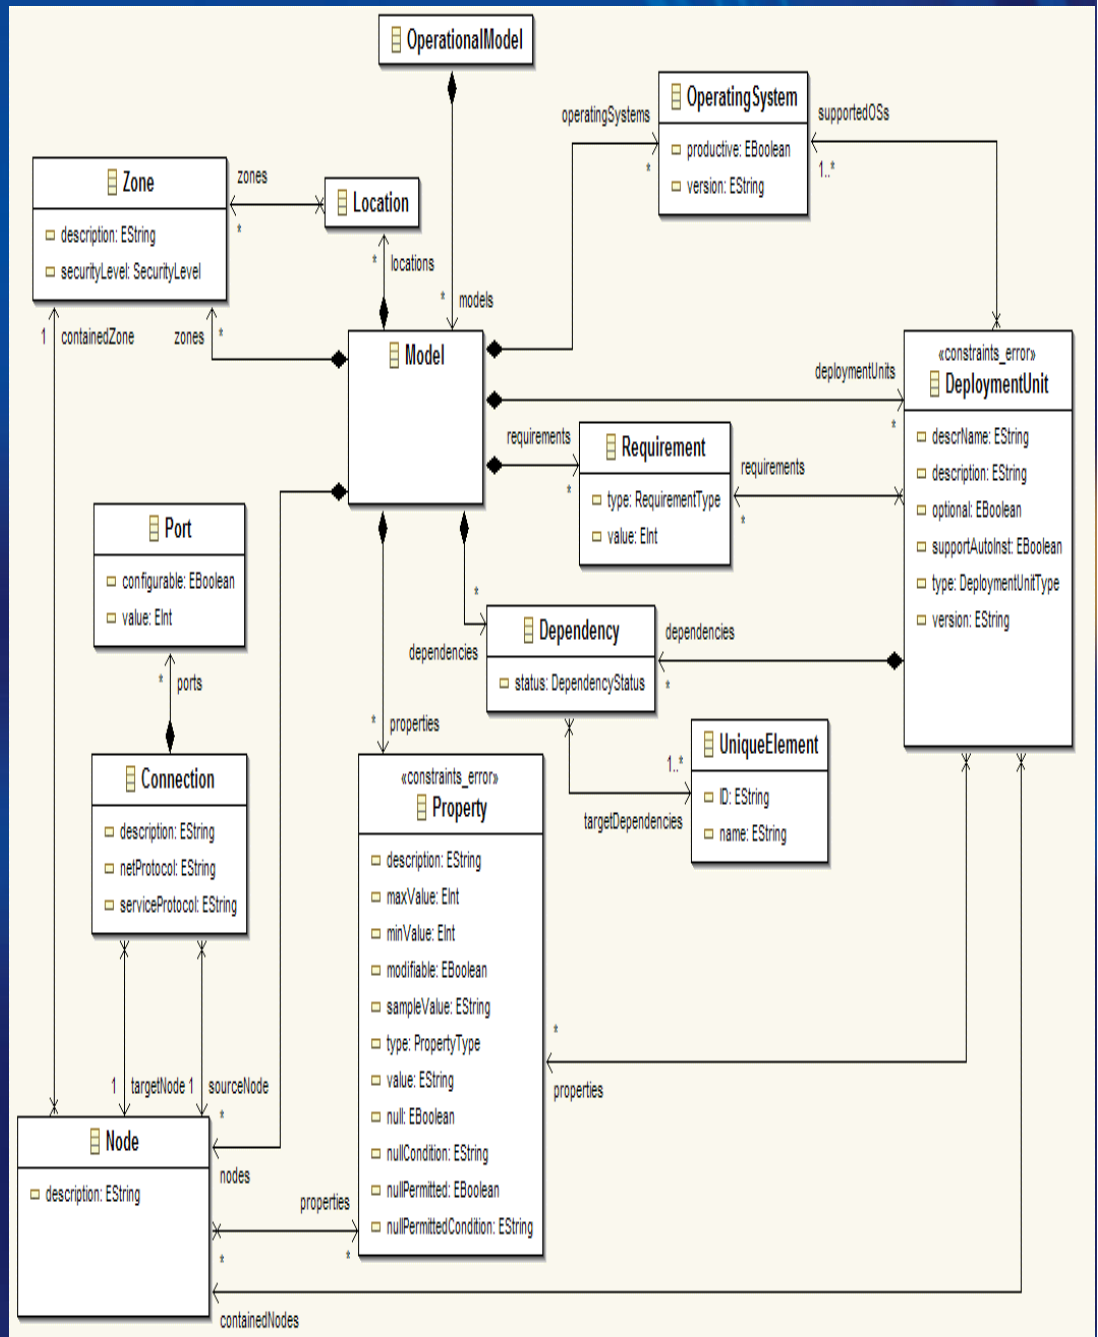 OperationalModel
OperatingSystem
productive: EBoolean
version: EString
operatingSystems
*
supportedOSs
1..*
Zone
description: EString
securityLevel: SecurityLevel
zones
*
Location
*
locations
*
models
1
containedZone
zones
*
Model
«constraints_error»
DeploymentUnit
descrName: EString
description: EString
optional: EBoolean
supportAutoInst: EBoolean
type: DeploymentUnitType
version: EString
deploymentUnits
*
requirements
*
Requirement
type: RequirementType
value: EInt
requirements
*
Port
configurable: EBoolean
value: EInt
*
ports
*
dependencies
Dependency
status: DependencyStatus
dependencies
*
*
properties
UniqueElement
ID: EString
name: EString
1..*
targetDependencies
Connection
description: EString
netProtocol: EString
serviceProtocol: EString
«constraints_error»
Property
description: EString
maxValue: EInt
minValue: EInt
modifiable: EBoolean
sampleValue: EString
type: PropertyType
value: EString
null: EBoolean
nullCondition: EString
nullPermitted: EBoolean
nullPermittedCondition: EString
*
properties
1
targetNode
1
sourceNode
*
nodes
Node
description: EString
properties
*
*
containedNodes